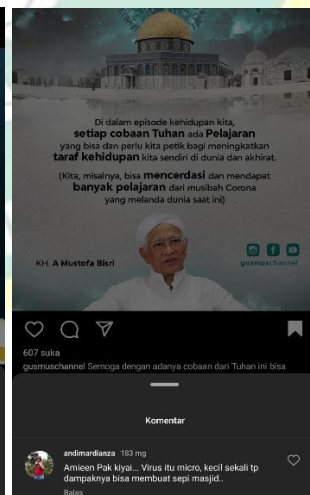 Di dalam episode kehidupan kita,
setiap cobaan Tuhan ada Pelajaran
yang bisa dan perlu kita petik bagi meningkatkan
taraf kehidupan kita sendiri di dunia dan akhirat.
(Kita, misalnya, bisa mencerdasi dan mendapat
banyak pelajaran dari musibah Corona
yang melanda dunia saat ini)
KH. A Mustofa Bisri
gusmuschannel
607 suka
gusmuschannel Semoga dengan adanya cobaan dari Tuhan ini bisa
Komentar
andimardianza 183 mg
Amieen Pak kiyai... Virus itu micro, kecil sekali tp
dampaknya bisa membuat sepi masjid..
Balas